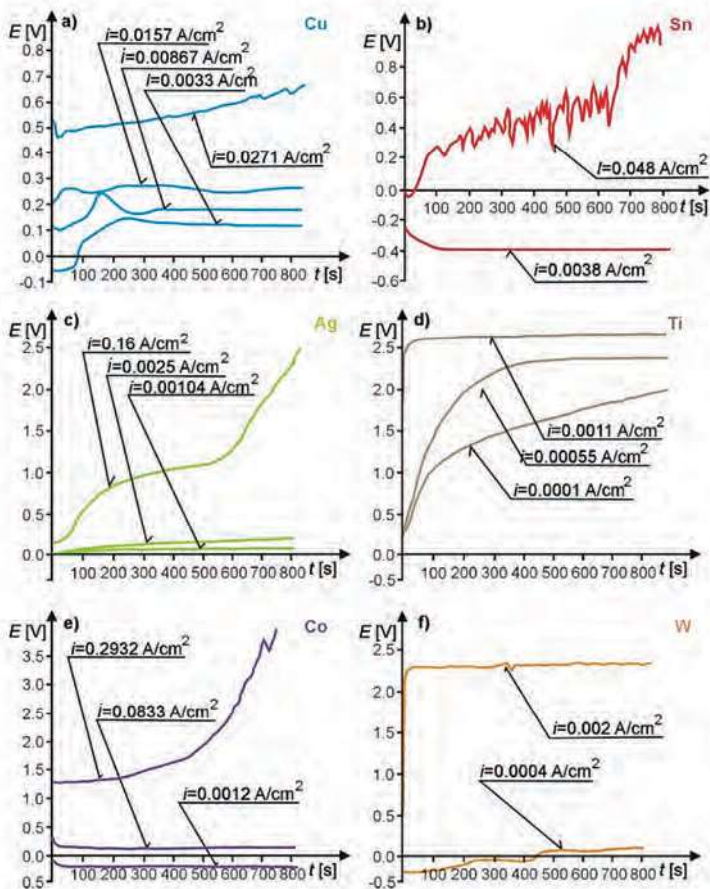 a)
Cu
E [V]
0.8
0.7
0.6
0.5
0.4
0.3
0.2
0.1
0.0
-0.1
i=0.0157 A/cm2
i=0.00867 A/cm2
i=0.0033 A/cm2
i=0.0271 A/cm2
100 200 300 400 500 600 700 800
t [s]
b)
Sn
E [V]
1.0
0.8
0.6
0.4
0.2
0.0
-0.2
-0.4
-0.6
I=0.048 A/cm2
100 200 300 400 500 600 700 800
t [s]
i=0.0038 A/cm2
c)
Ag
E [V]
2.5
2.0
1.5
1.0
0.5
0.0
-0.5
i=0.16 A/cm2
i=0.0025 A/cm2
i=0.00104 A/cm2
100 200 300 400 500 600 700 800
t [s]
d)
Ti
E [V]
2.5
2.0
1.5
1.0
0.5
0.0
-0.5
i=0.0011 A/cm2
i=0.00055 A/cm2
i=0.0001 A/cm2
100 200 300 400 500 600 700 800
t [s]
e)
Co
E [V]
3.5
3.0
2.5
2.0
1.5
1.0
0.5
0.0
0.5
i=0.2932 A/cm2
i=0.0833 A/cm2
i=0.0012 A/cm2
100 200 300 400 500 600 700 800
t [s]
f)
W
E [V]
2.5
2.0
1.5
1.0
0.5
0.0
-0.5
i=0.002 A/cm2
i=0.0004 A/cm2
100 200 300 400 500 600 700 800
t [s]